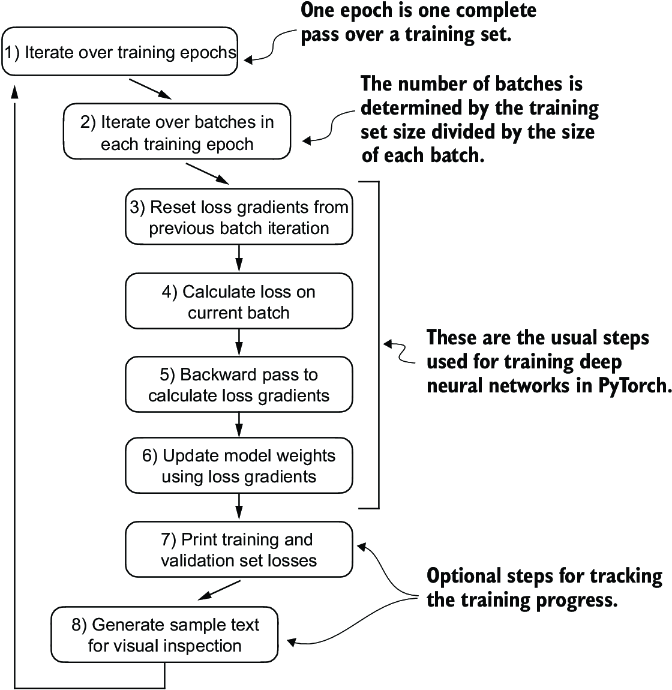 One epoch is one complete
pass over a training set.
1) Iterate over training epochs
The number of batches is
determined by the training
set size divided by the size
of each batch.
2) Iterate over batches in
each training epoch
3) Reset loss gradients from
previous batch iteration
4) Calculate loss on
current batch
These are the usual steps
used for training deep
neural networks in PyTorch.
5) Backward pass to
calculate loss gradients
6) Update model weights
using loss gradients
7) Print training and
validation set losses
Optional steps for tracking
the training progress.
8) Generate sample text
for visual inspection